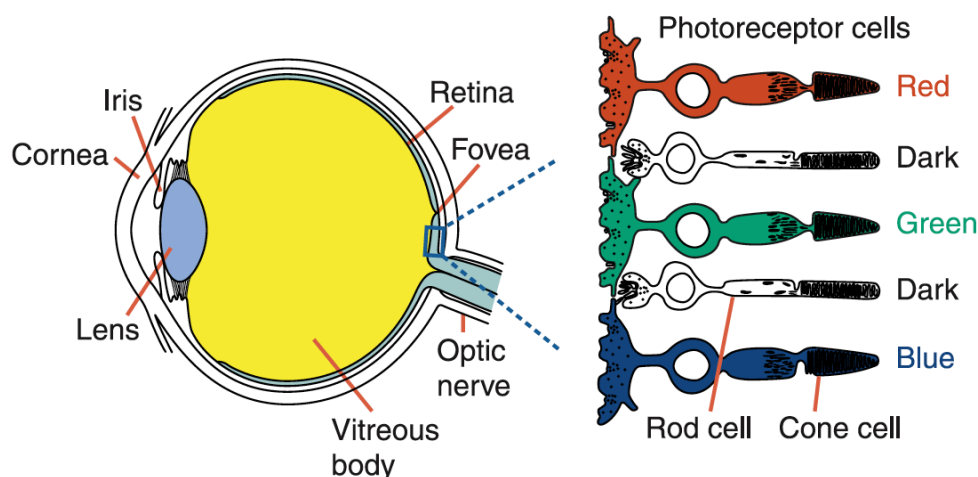 Photoreceptor cells
Iris
Cornea
Retina
Fovea
Red
Dark
Green
Dark
Blue
Lens
Optic
nerve
Vitreous
body
Rod cell
Cone cell